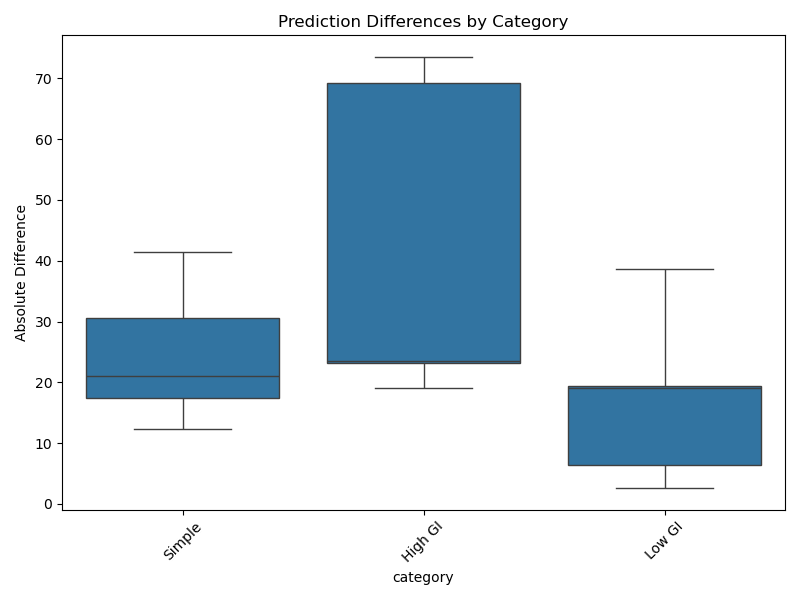 Prediction Differences by Category
Absolute Difference
70
60
50
40
30
20
10
0
Simple
High GI
Low GI
category